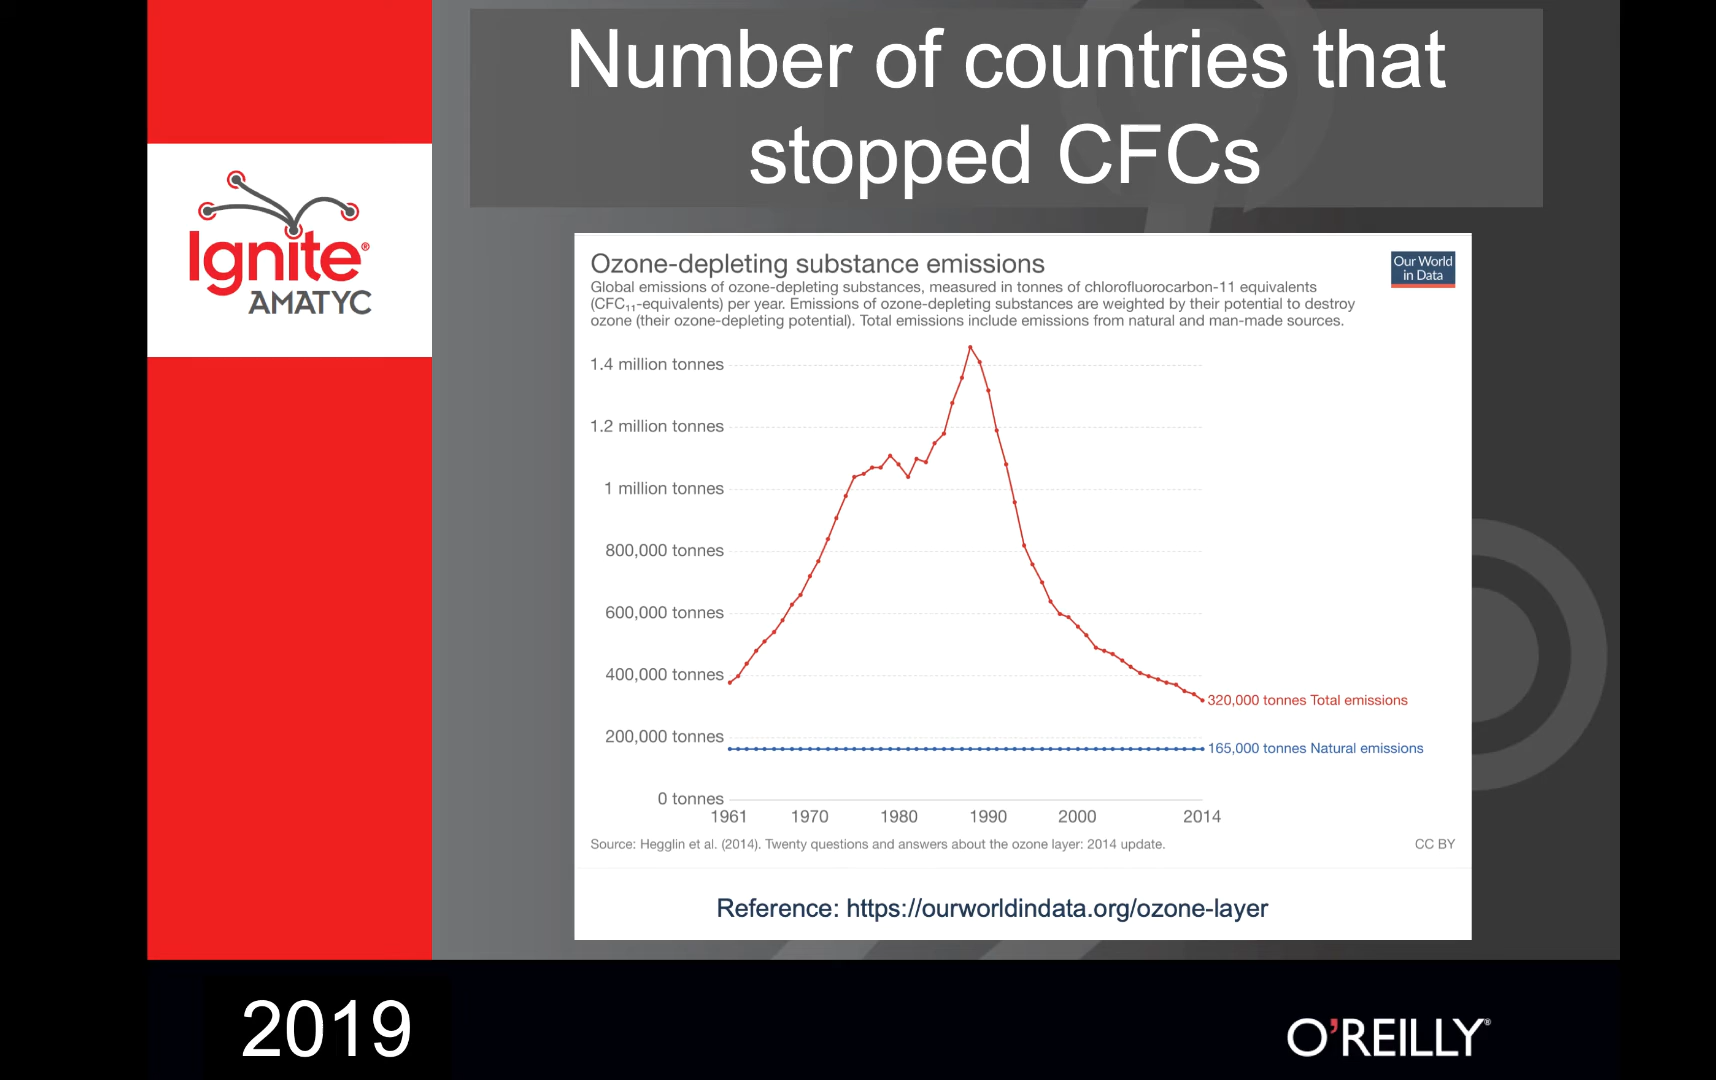 Number of countries that
stopped CFCs
Ignite®
AMATYC
Ozone-depleting substance emissions
Our World
in Data
Global emissions of ozone-depleting substances, measured in tonnes of chlorofluorocarbon-11 equivalents
(CFC₁₁-equivalents) per year. Emissions of ozone-depleting substances are weighted by their potential to destroy
ozone (their ozone-depleting potential). Total emissions include emissions from natural and man-made sources.
1.4 million tonnes
1.2 million tonnes
1 million tonnes
800,000 tonnes
600,000 tonnes
400,000 tonnes
320,000 tonnes Total emissions
200,000 tonnes
165,000 tonnes Natural emissions
0 tonnes
1961 1970 1980 1990 2000 2014
Source: Hegglin et al. (2014). Twenty questions and answers about the ozone layer: 2014 update. CC BY
Reference: https://ourworldindata.org/ozone-layer
2019
O'REILLY®